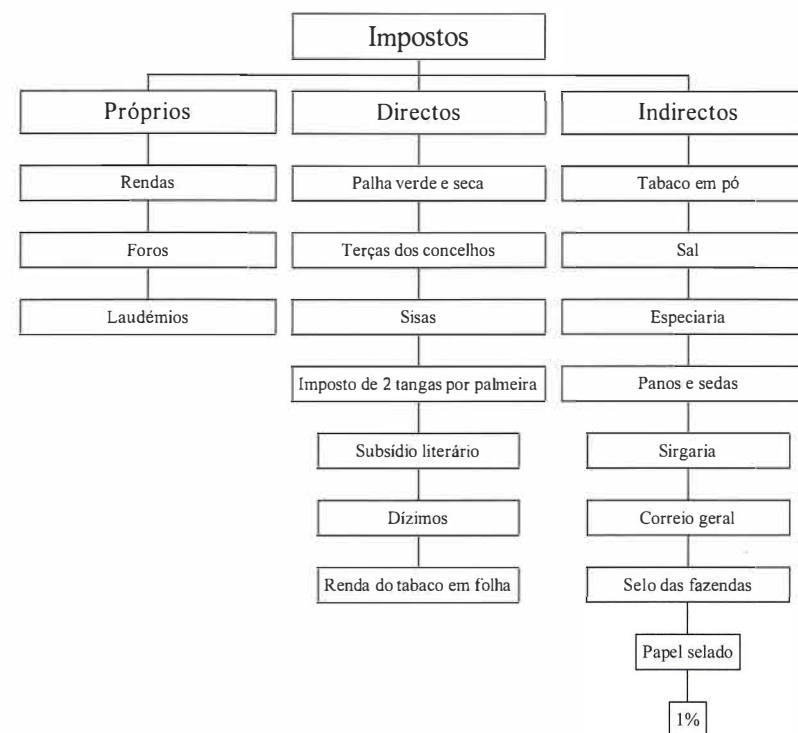 Impostos
Próprios
Directos
Indirectos
Rendas
Palha verde e seca
Tabaco em pó
Foros
Terças dos concelhos
Sal
Laudémios
Sisas
Especiaria
Imposto de 2 tangas por palmeira
Panos e sedas
Subsídio literário
Sirgaria
Dízimos
Correio geral
Renda do tabaco em folha
Selo das fazendas
Papel selado
1%